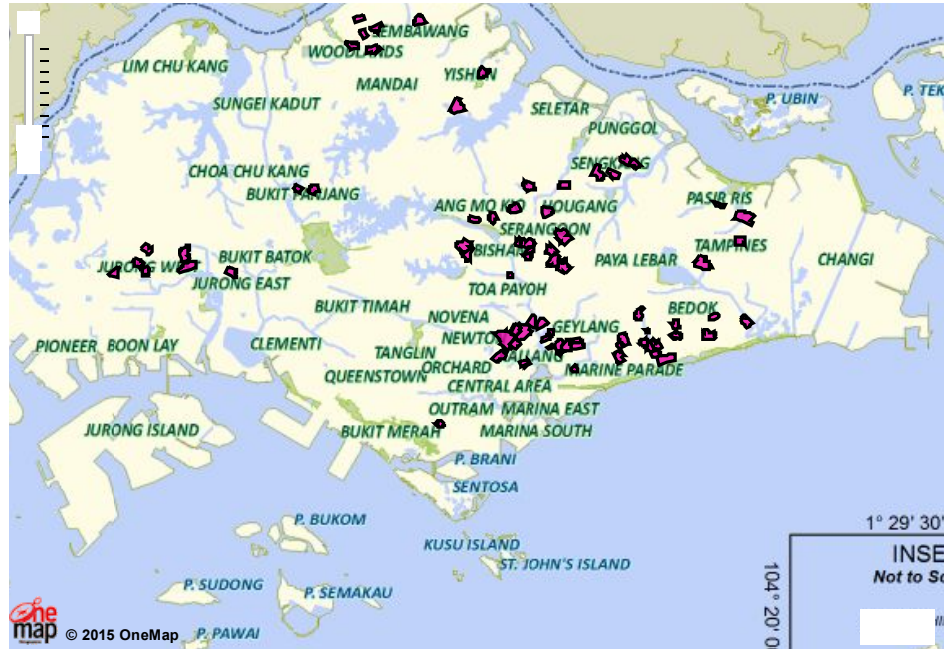 SEMBAWANG
WOODLANDS
LIM CHU KANG
MANDAI
YISHUN
SUNGEI KADUT
SELETAR
P. UBIN
P. TEK
PUNGGOL
CHOA CHU KANG
SENGKANG
BUKIT PANJANG
PASIR RIS
ANG MO KIO
HOUGANG
SERANGOON
BISHAN
TAMPINES
PAYA LEBAR
CHANGI
JURONG WEST
BUKIT BATOK
JURONG EAST
TOA PAYOH
BUKIT TIMAH
NOVENA
BEDOK
GEYLANG
NEWTON
PIONEER
BOON LAY
CLEMENTI
TANGLIN
KALLANG
ORCHARD
MARINE PARADE
QUEENSTOWN
CENTRAL AREA
OUTRAM
MARINA EAST
JURONG ISLAND
BUKIT MERAH
MARINA SOUTH
P. BRANI
SENTOSA
P. BUKOM
1° 29' 30'
KUSU ISLAND
INSE
ST. JOHN'S ISLAND
Not to Sc
104° 20' 0
P. SUDONG
P. SEMAKAU
One
map
© 2015 OneMap
P. PAWAI